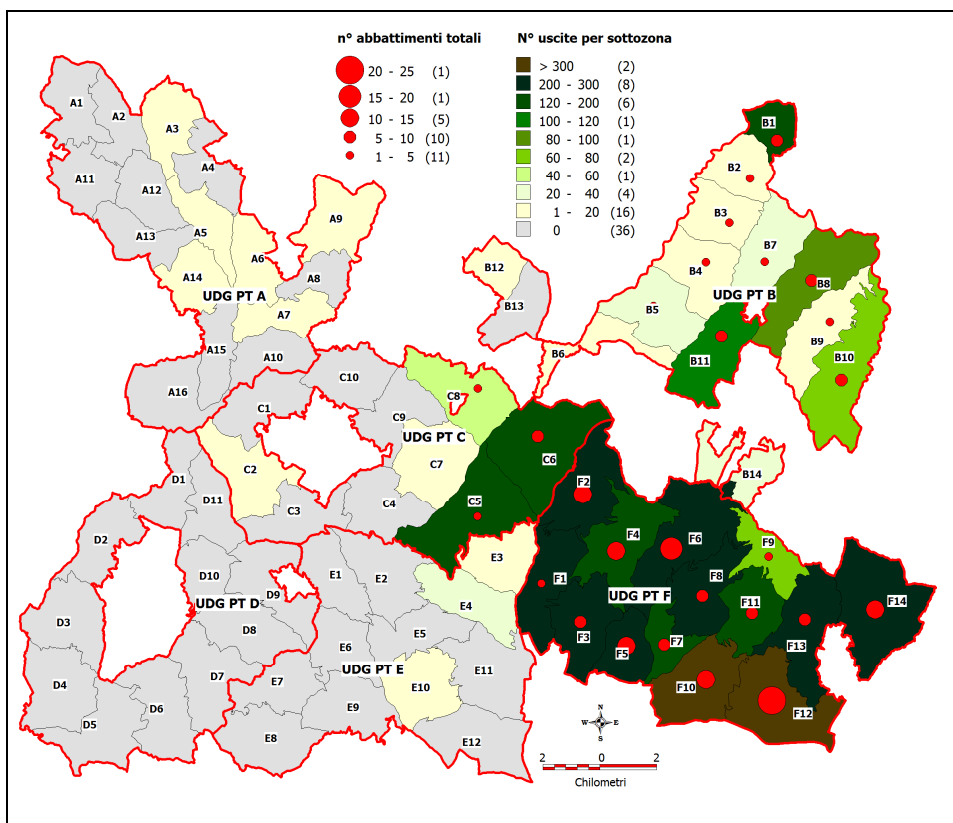 n° abbattimenti totali
20 - 25 (1)
15 - 20 (1)
10 - 15 (5)
5 - 10 (10)
1 - 5 (11)
N° uscite per sottozona
> 300 (2)
200 - 300 (8)
120 - 200 (6)
100 - 120 (1)
80 - 100 (1)
60 - 80 (2)
40 - 60 (1)
20 - 40 (4)
1 - 20 (16)
0 (36)
A1
A2
A3
A4
A11
A12
A13
A5
A6
A9
A8
A14
UDG PT A
A7
A15
A10
A16
B1
B2
B3
B7
B4
B8
UDG PT B
B5
B9
B11
B10
B12
B13
B6
B14
C10
C8
C1
C9
UDG PT C
C7
C6
C2
C4
C5
C3
D1
D11
D2
D10
UDG PT D
D9
D3
D8
D4
D7
D5
D6
E3
E1
E2
E4
E5
E6
UDG PT E
E11
E7
E10
E9
E8
E12
F2
F4
F6
F9
F1
F8
UDG PT F
F11
F14
F3
F5
F7
F13
F10
F12
N
W E
S
2 0 2
Chilometri